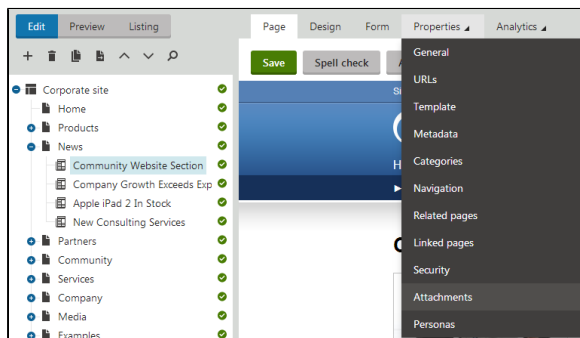 Edit Preview Listing
Page Design Form Properties Analytics
Save Spell check
Corporate site
Home
Products
News
Community Website Section
Company Growth Exceeds Exp
Apple iPad 2 In Stock
New Consulting Services
Partners
Community
Services
Company
Media
Examples
General
URLs
Template
Metadata
Categories
Navigation
Related pages
Linked pages
Security
Attachments
Personas